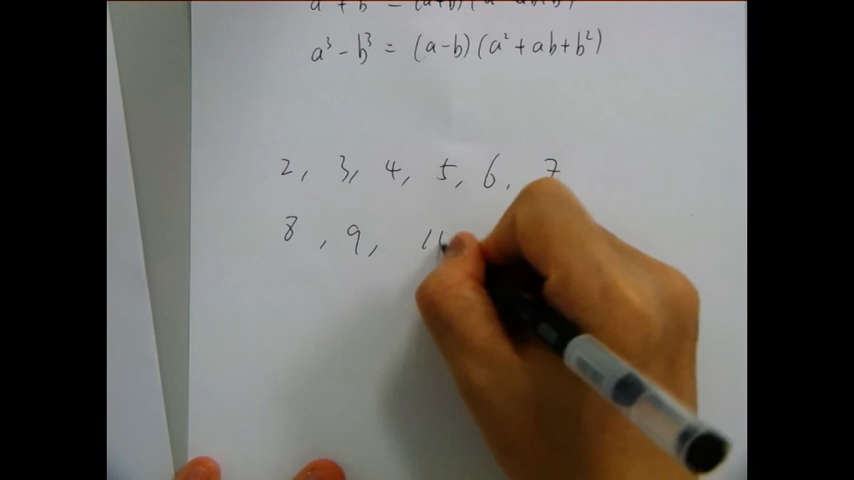 a³ - b³ = (a-b)(a² + ab + b²)
2, 3, 4, 5, 6, 7
8, 9,